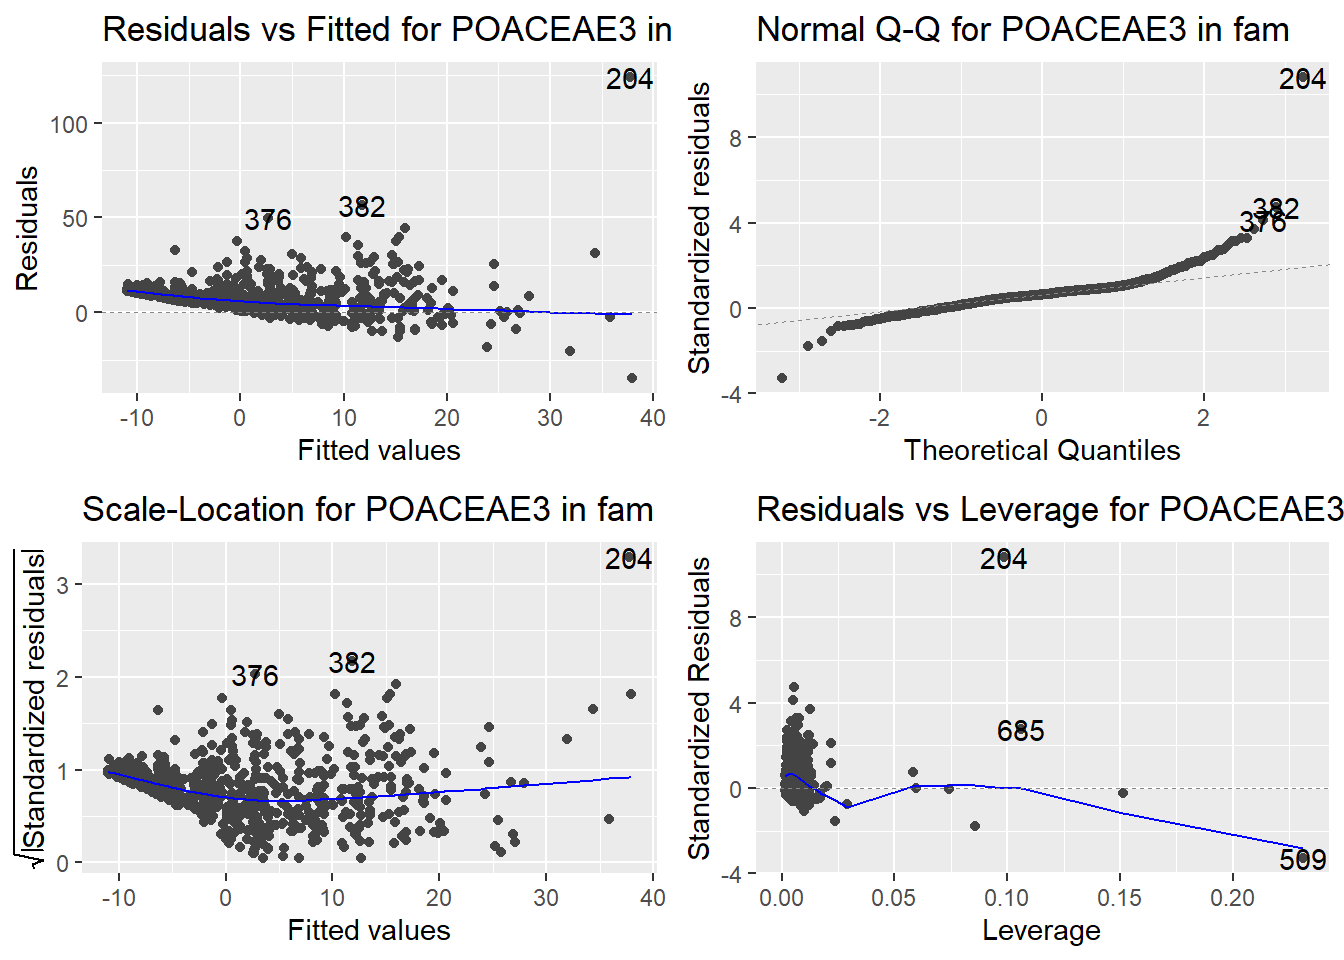 Residuals vs Fitted for POACEAE3 in
Residuals
100
50
0
204
376
382
-10 0 10 20 30 40
Fitted values
Normal Q-Q for POACEAE3 in fam
Standardized residuals
8
4
0
-4
204
382
376
-2 0 2
Theoretical Quantiles
Scale-Location for POACEAE3 in fam
√|Standardized residuals|
3
2
1
0
204
376
382
-10 0 10 20 30 40
Fitted values
Residuals vs Leverage for POACEAE3
Standardized Residuals
8
4
0
-4
204
685
509
0.00 0.05 0.10 0.15 0.20
Leverage